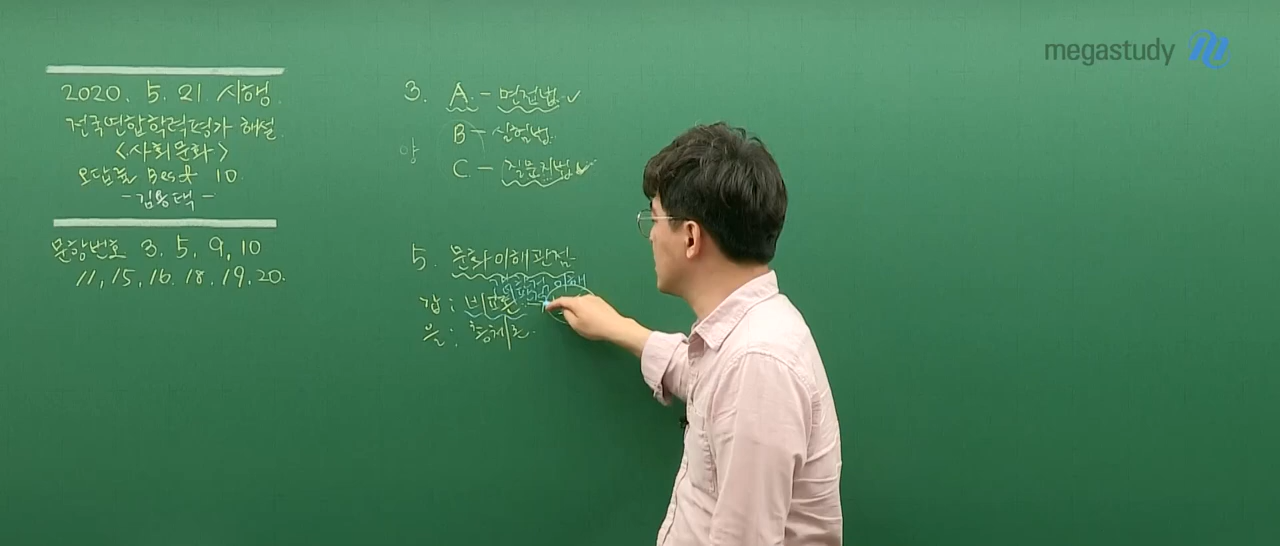 megastudy
2020. 5. 21. 시행.
전국연합학력평가 해설
<사회문화>
오답률 Best 10
-김용택-
문항번호 3. 5. 9. 10
11, 15, 16. 18. 19. 20.
3. A. - 면접법 ✓
B - 실험법.
양 C - 질문지법 ✓
5. 문화이해관점
갑 : 비교론 -
을 : 총체론.